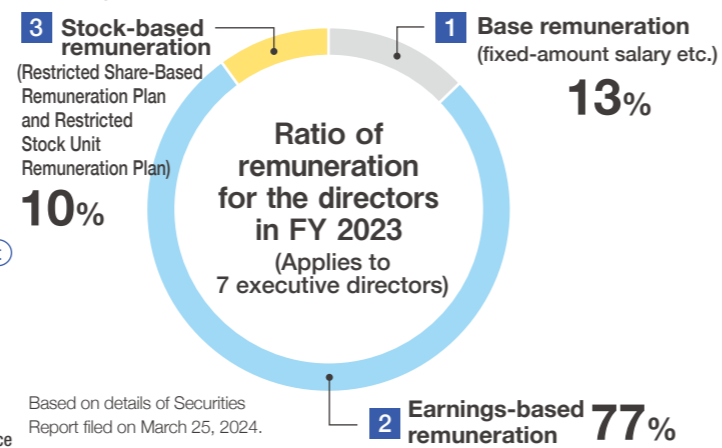 3 Stock-based
remuneration
(Restricted Share-Based
Remuneration Plan
and Restricted
Stock Unit
Remuneration Plan)
10%
1 Base remuneration
(fixed-amount salary etc.)
13%
Ratio of
remuneration
for the directors
in FY 2023
(Applies to
7 executive directors)
Based on details of Securities
Report filed on March 25, 2024.
2 Earnings-based
remuneration
77%